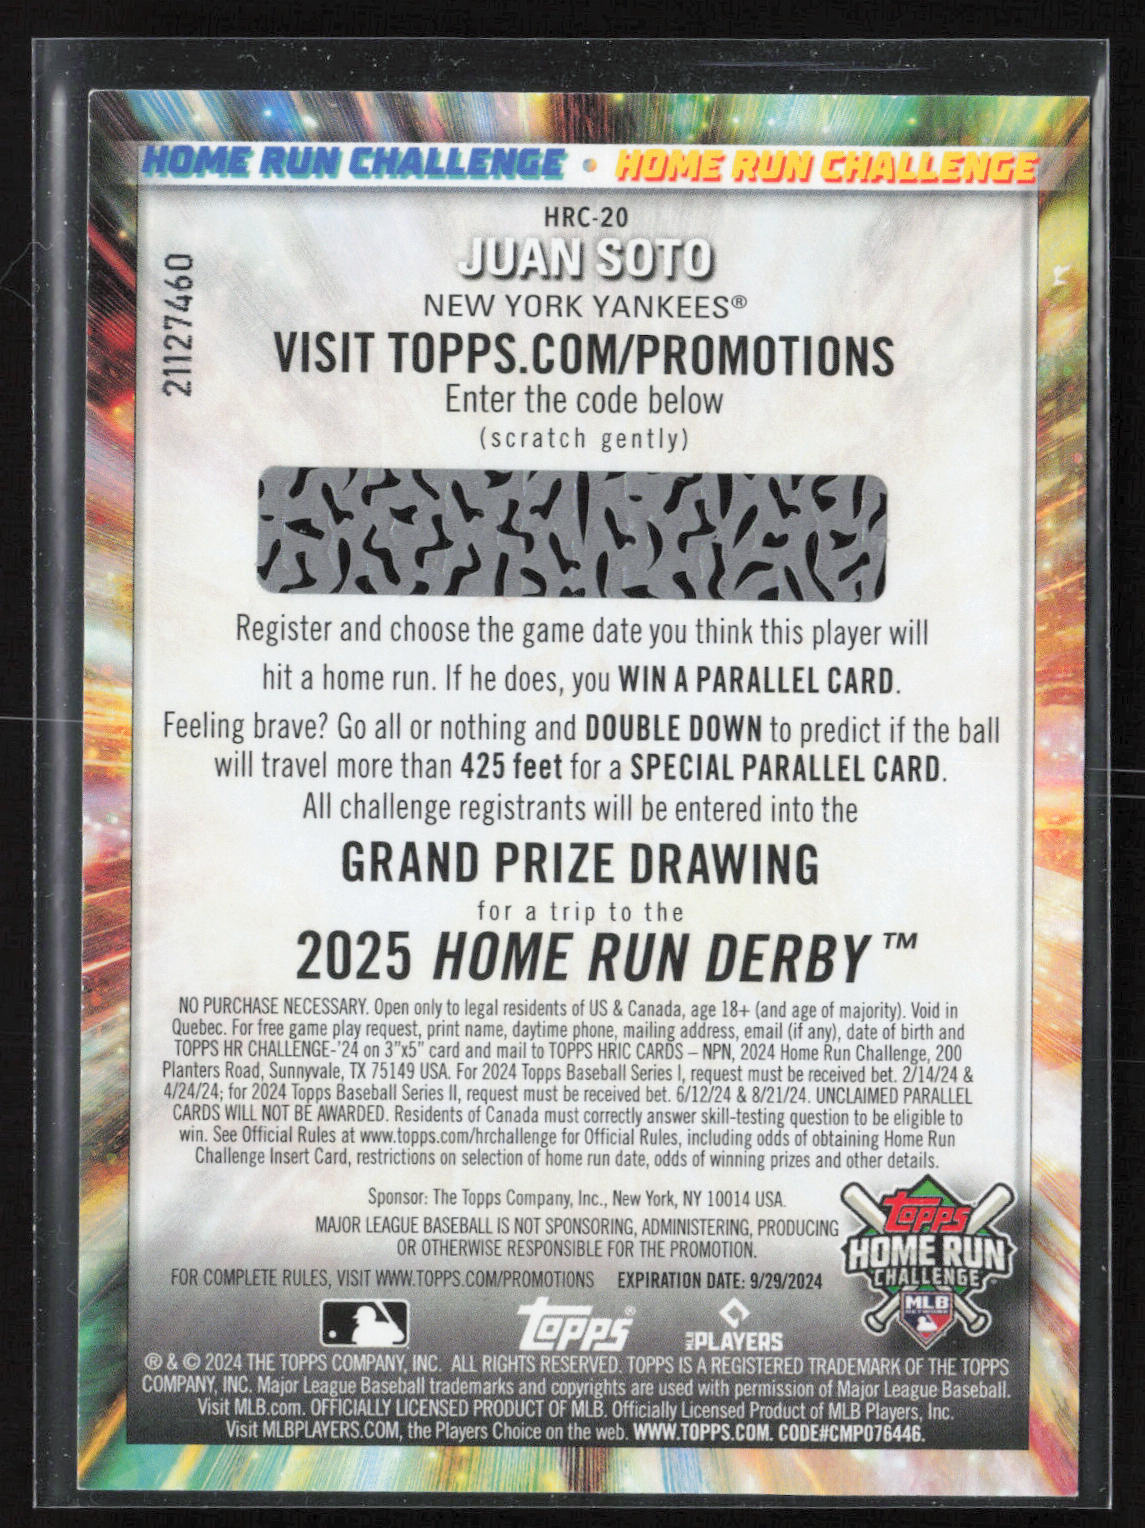 HOME RUN CHALLENGE • HOME RUN CHALLENGE
HRC-20
JUAN SOTO
NEW YORK YANKEES®
21127460
VISIT TOPPS.COM/PROMOTIONS
Enter the code below
(scratch gently)
Register and choose the game date you think this player will
hit a home run. If he does, you WIN A PARALLEL CARD.
Feeling brave? Go all or nothing and DOUBLE DOWN to predict if the ball
will travel more than 425 feet for a SPECIAL PARALLEL CARD.
All challenge registrants will be entered into the
GRAND PRIZE DRAWING
for a trip to the
2025 HOME RUN DERBY™
NO PURCHASE NECESSARY. Open only to legal residents of US & Canada, age 18+ (and age of majority). Void in
Quebec. For free game play request, print name, daytime phone, mailing address, email (if any), date of birth and
TOPPS HR CHALLENGE-'24 on 3"x5" card and mail to TOPPS HRIC CARDS – NPN, 2024 Home Run Challenge, 200
Planters Road, Sunnyvale, TX 75149 USA. For 2024 Topps Baseball Series I, request must be received bet. 2/14/24 &
4/24/24; for 2024 Topps Baseball Series II, request must be received bet. 6/12/24 & 8/21/24. UNCLAIMED PARALLEL
CARDS WILL NOT BE AWARDED. Residents of Canada must correctly answer skill-testing question to be eligible to
win. See Official Rules at www.topps.com/hrchallenge for Official Rules, including odds of obtaining Home Run
Challenge Insert Card, restrictions on selection of home run date, odds of winning prizes and other details.
Sponsor: The Topps Company, Inc., New York, NY 10014 USA.
MAJOR LEAGUE BASEBALL IS NOT SPONSORING, ADMINISTERING, PRODUCING
OR OTHERWISE RESPONSIBLE FOR THE PROMOTION.
FOR COMPLETE RULES, VISIT WWW.TOPPS.COM/PROMOTIONS EXPIRATION DATE: 9/29/2024
Topps
HOME RUN
CHALLENGE
MLB
NETWORK
Topps®
MLB PLAYERS
® & © 2024 THE TOPPS COMPANY, INC. ALL RIGHTS RESERVED. TOPPS IS A REGISTERED TRADEMARK OF THE TOPPS
COMPANY, INC. Major League Baseball trademarks and copyrights are used with permission of Major League Baseball.
Visit MLB.com. OFFICIALLY LICENSED PRODUCT OF MLB. Officially Licensed Product of MLB Players, Inc.
Visit MLBPLAYERS.COM, the Players Choice on the web. WWW.TOPPS.COM. CODE#CMP076446.